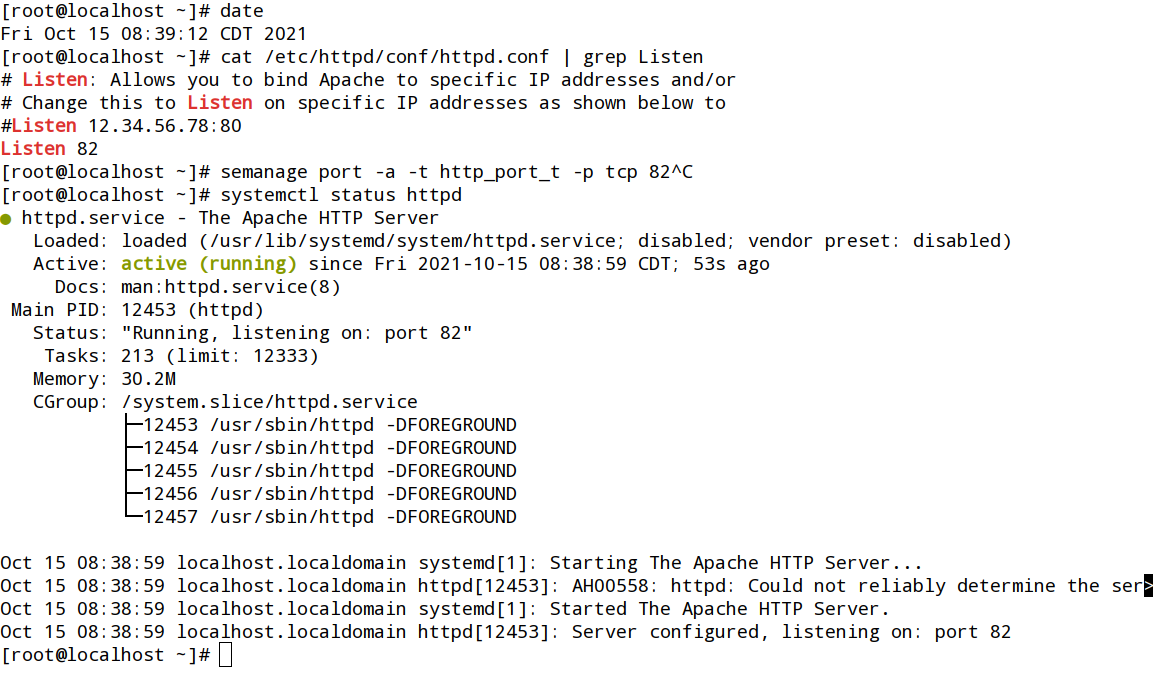 [root@localhost ~]# date
Fri Oct 15 08:39:12 CDT 2021
[root@localhost ~]# cat /etc/httpd/conf/httpd.conf | grep Listen
# Listen: Allows you to bind Apache to specific IP addresses and/or
# Change this to Listen on specific IP addresses as shown below to
#Listen 12.34.56.78:80
Listen 82
[root@localhost ~]# semanage port -a -t http_port_t -p tcp 82^C
[root@localhost ~]# systemctl status httpd
● httpd.service - The Apache HTTP Server
   Loaded: loaded (/usr/lib/systemd/system/httpd.service; disabled; vendor preset: disabled)
   Active: active (running) since Fri 2021-10-15 08:38:59 CDT; 53s ago
     Docs: man:httpd.service(8)
 Main PID: 12453 (httpd)
   Status: "Running, listening on: port 82"
    Tasks: 213 (limit: 12333)
   Memory: 30.2M
   CGroup: /system.slice/httpd.service
           ├─12453 /usr/sbin/httpd -DFOREGROUND
           ├─12454 /usr/sbin/httpd -DFOREGROUND
           ├─12455 /usr/sbin/httpd -DFOREGROUND
           ├─12456 /usr/sbin/httpd -DFOREGROUND
           └─12457 /usr/sbin/httpd -DFOREGROUND

Oct 15 08:38:59 localhost.localdomain systemd[1]: Starting The Apache HTTP Server...
Oct 15 08:38:59 localhost.localdomain httpd[12453]: AH00558: httpd: Could not reliably determine the ser>
Oct 15 08:38:59 localhost.localdomain systemd[1]: Started The Apache HTTP Server.
Oct 15 08:38:59 localhost.localdomain httpd[12453]: Server configured, listening on: port 82
[root@localhost ~]#